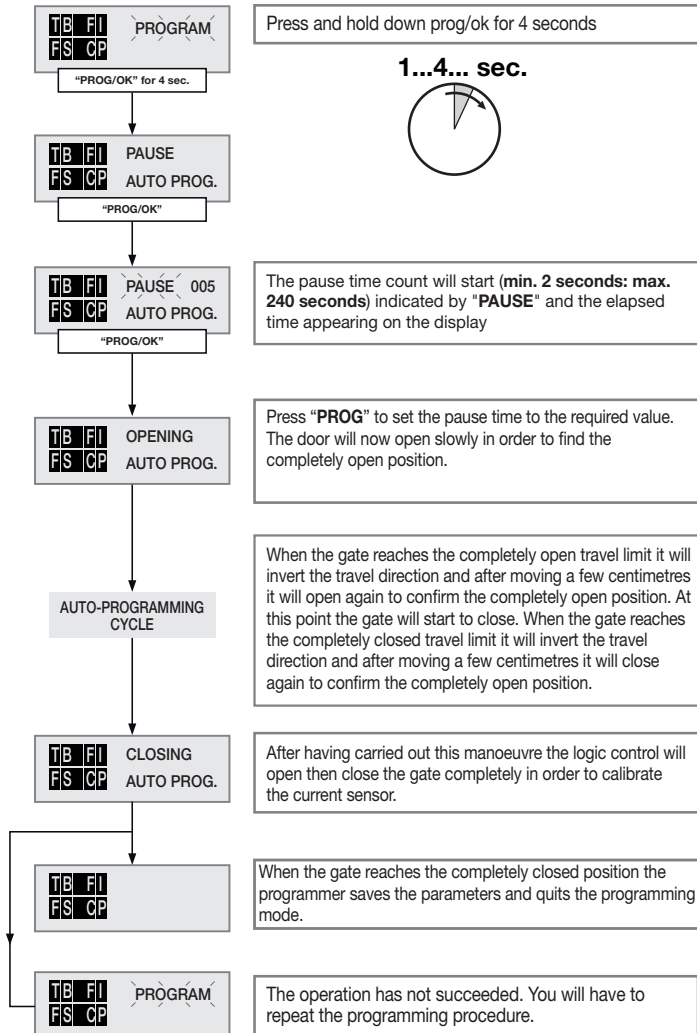 TB FI PROGRAM
FS CP
"PROG/OK" for 4 sec.
Press and hold down prog/ok for 4 seconds
1...4... sec.
TB FI PAUSE
FS CP AUTO PROG.
"PROG/OK"
TB FI PAUSE 005
FS CP AUTO PROG.
"PROG/OK"
The pause time count will start (min. 2 seconds: max.
240 seconds) indicated by "PAUSE" and the elapsed
time appearing on the display
TB FI OPENING
FS CP AUTO PROG.
Press "PROG" to set the pause time to the required value.
The door will now open slowly in order to find the
completely open position.
AUTO-PROGRAMMING
CYCLE
When the gate reaches the completely open travel limit it will
invert the travel direction and after moving a few centimetres
it will open again to confirm the completely open position. At
this point the gate will start to close. When the gate reaches
the completely closed travel limit it will invert the travel
direction and after moving a few centimetres it will close
again to confirm the completely open position.
TB FI CLOSING
FS CP AUTO PROG.
After having carried out this manoeuvre the logic control will
open then close the gate completely in order to calibrate
the current sensor.
TB FI
FS CP
When the gate reaches the completely closed position the
programmer saves the parameters and quits the programming
mode.
TB FI PROGRAM
FS CP
The operation has not succeeded. You will have to
repeat the programming procedure.